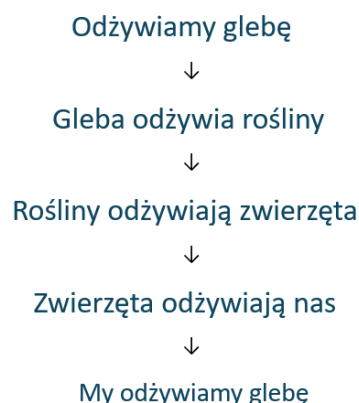 Odżywiamy glebę
↓
Gleba odżywia rośliny
↓
Rośliny odżywiają zwierzęta
↓
Zwierzęta odżywiają nas
↓
My odżywiamy glebę